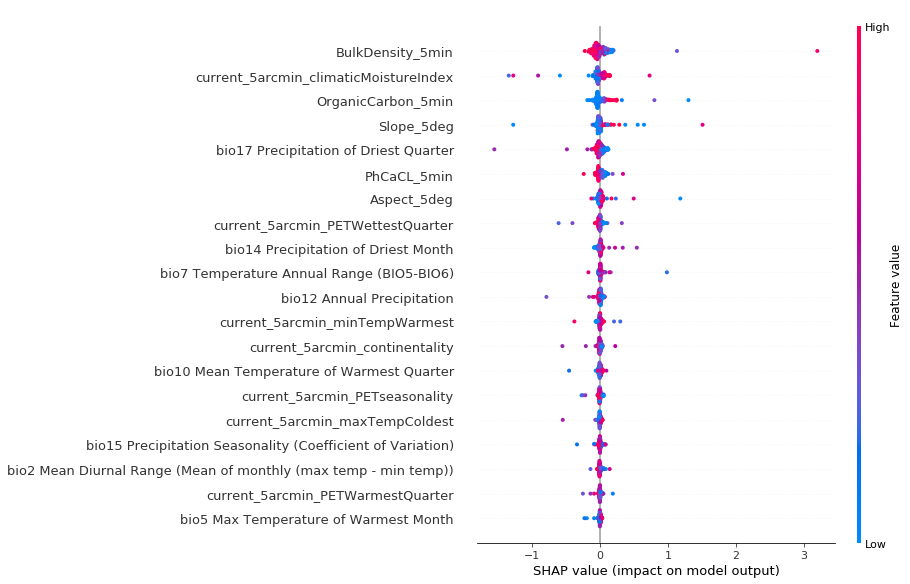 High
BulkDensity_5min
current_5arcmin_climaticMoistureIndex
OrganicCarbon_5min
Slope_5deg
bio17 Precipitation of Driest Quarter
PhCaCL_5min
Aspect_5deg
current_5arcmin_PETWettestQuarter
bio14 Precipitation of Driest Month
bio7 Temperature Annual Range (BIO5-BIO6)
bio12 Annual Precipitation
current_5arcmin_minTempWarmest
current_5arcmin_continentality
bio10 Mean Temperature of Warmest Quarter
current_5arcmin_PETseasonality
current_5arcmin_maxTempColdest
bio15 Precipitation Seasonality (Coefficient of Variation)
bio2 Mean Diurnal Range (Mean of monthly (max temp - min temp))
current_5arcmin_PETWarmestQuarter
bio5 Max Temperature of Warmest Month
Feature value
Low
−1 0 1 2 3
SHAP value (impact on model output)